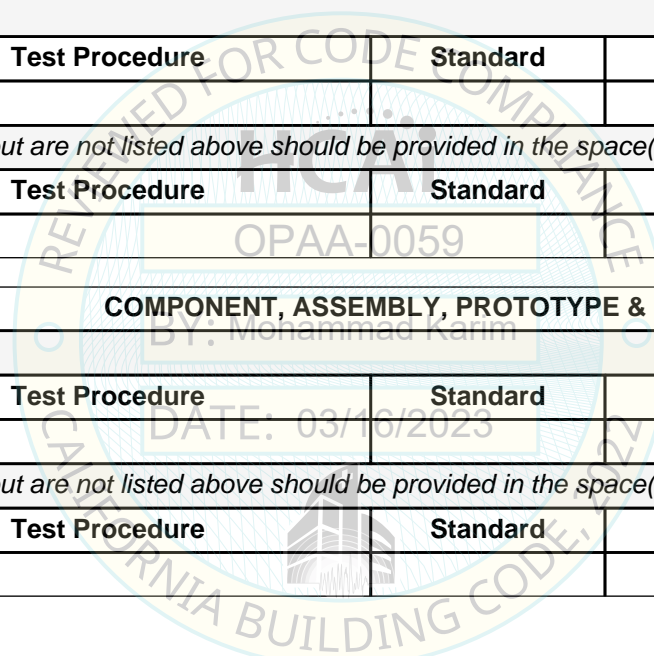 Test Procedure Standard
ut are not listed above should be provided in the space(
Test Procedure Standard
COMPONENT, ASSEMBLY, PROTOTYPE &
Test Procedure Standard
ut are not listed above should be provided in the space(
Test Procedure Standard
REVIEWED FOR CODE COMPLIANCE
HCAi
OPAA-0059
BY: Mohammad Karim
DATE: 03/16/2023
CALIFORNIA BUILDING CODE, 2022